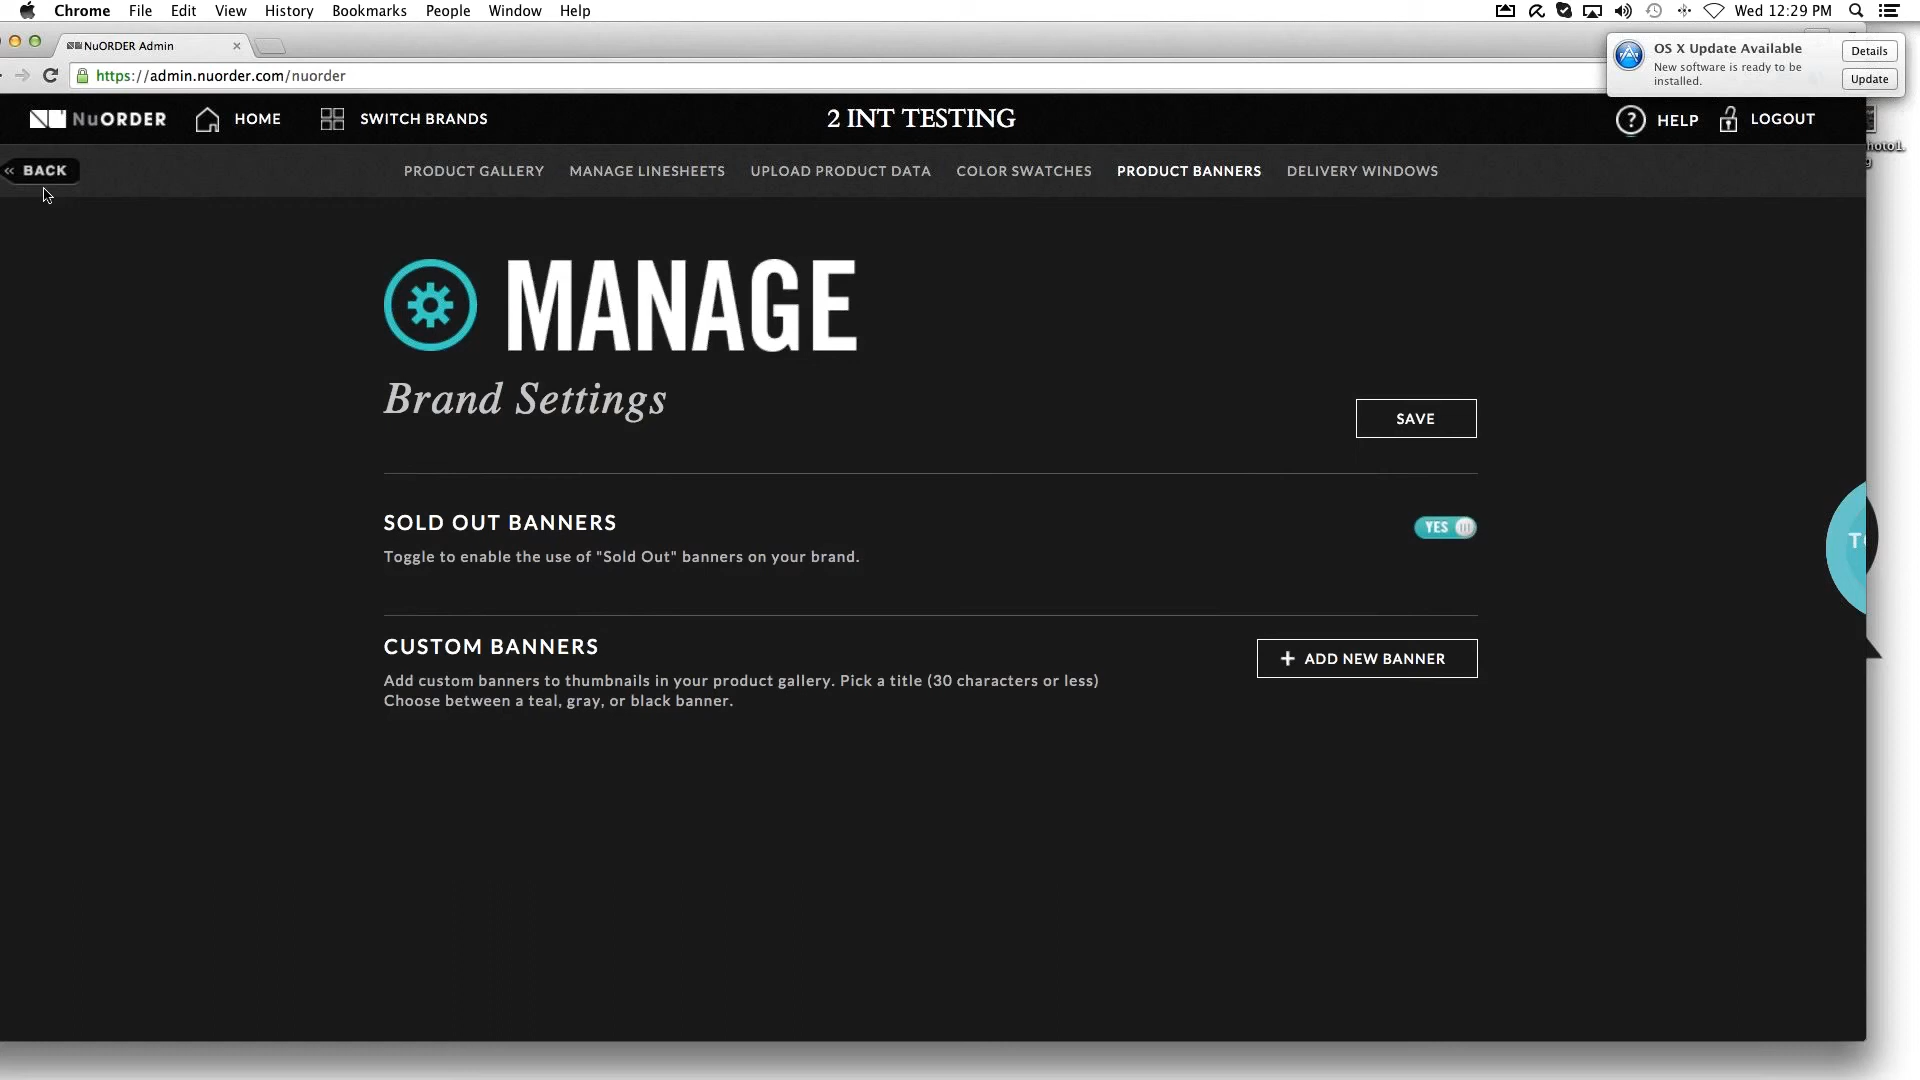 Chrome File Edit View History Bookmarks People Window Help Wed 12:29 PM
NuORDER Admin
https://admin.nuorder.com/nuorder
OS X Update Available
New software is ready to be
installed.
Details
Update
NuORDER HOME SWITCH BRANDS 2 INT TESTING HELP LOGOUT
« BACK PRODUCT GALLERY MANAGE LINESHEETS UPLOAD PRODUCT DATA COLOR SWATCHES PRODUCT BANNERS DELIVERY WINDOWS
MANAGE
Brand Settings
SAVE
SOLD OUT BANNERS
YES
Toggle to enable the use of "Sold Out" banners on your brand.
CUSTOM BANNERS
+ ADD NEW BANNER
Add custom banners to thumbnails in your product gallery. Pick a title (30 characters or less)
Choose between a teal, gray, or black banner.